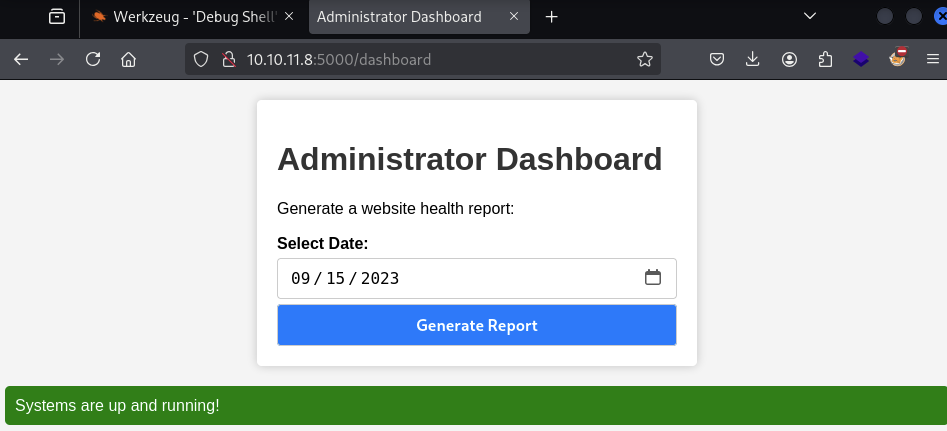 Werkzeug - 'Debug Shell'
Administrator Dashboard
10.10.11.8:5000/dashboard
Administrator Dashboard
Generate a website health report:
Select Date:
09/15/2023
Generate Report
Systems are up and running!